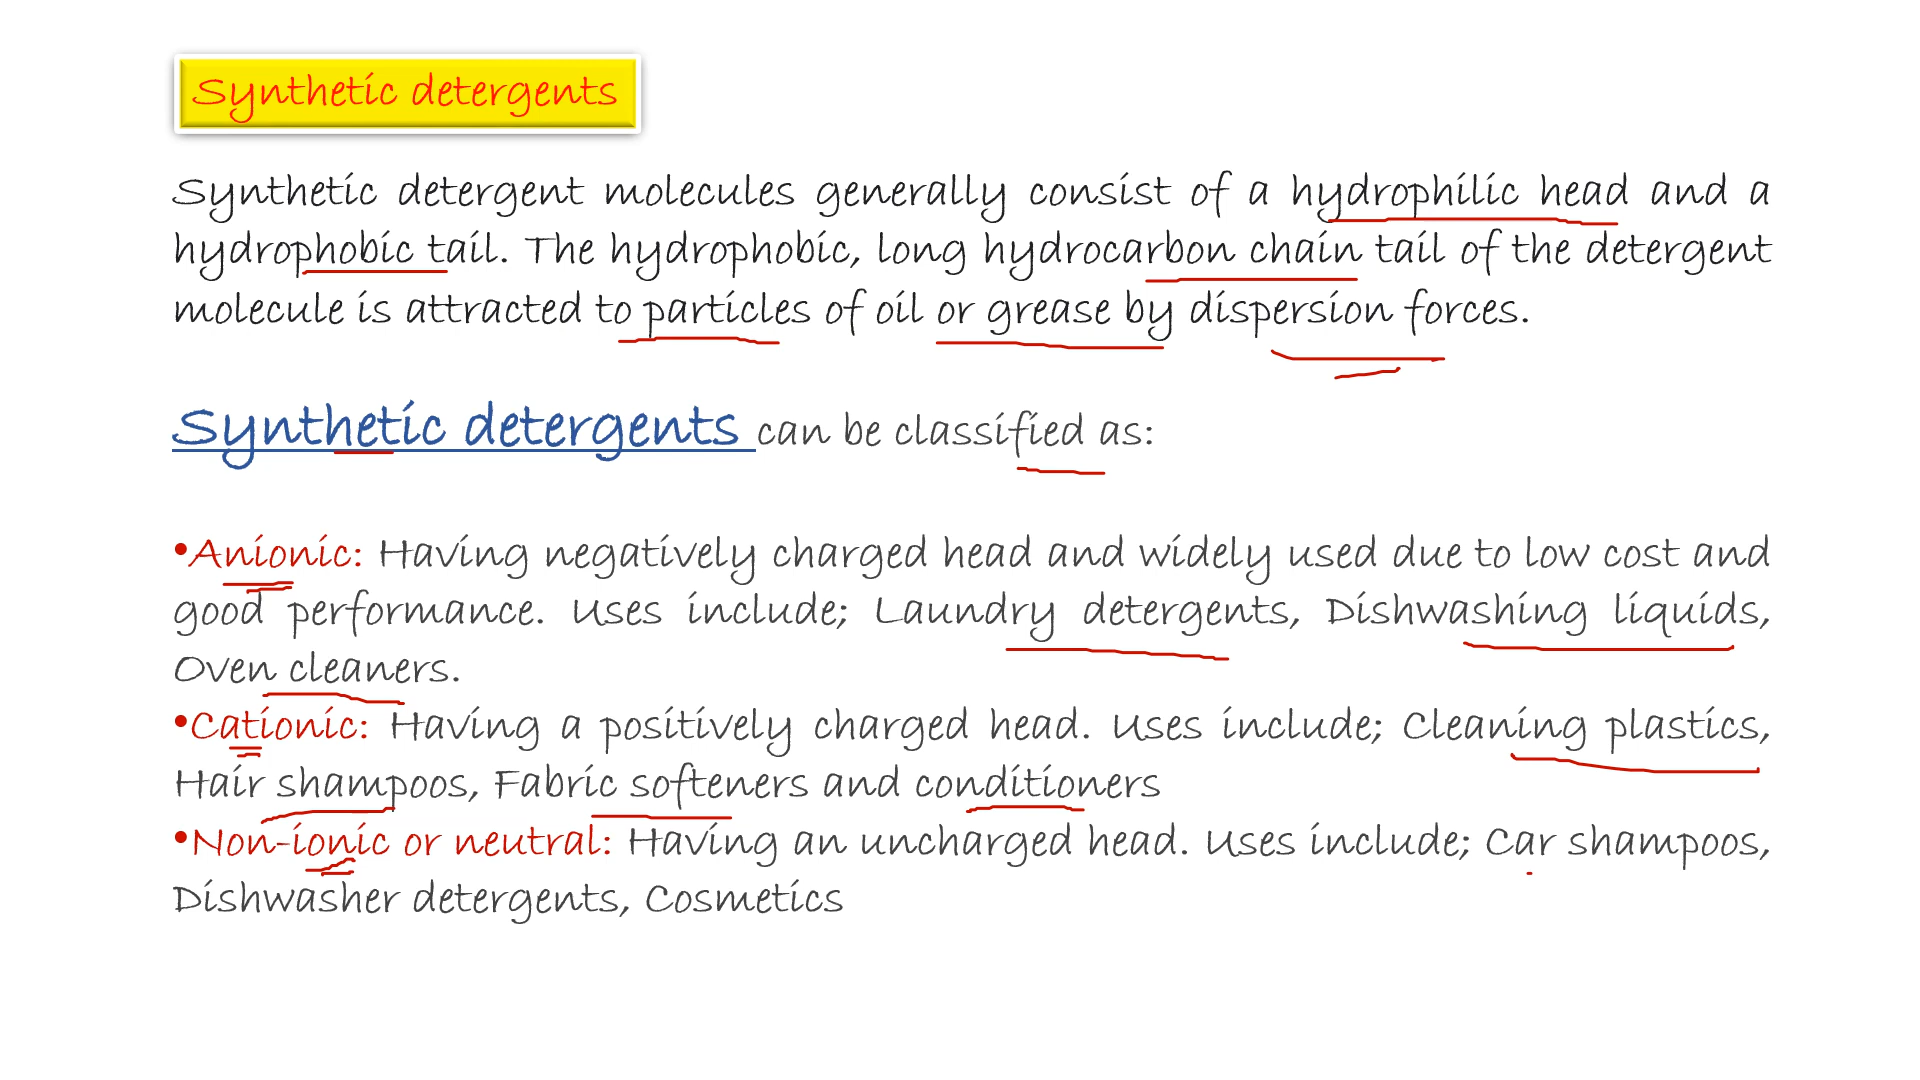 Synthetic detergents
Synthetic detergent molecules generally consist of a hydrophilic head and a
hydrophobic tail. The hydrophobic, long hydrocarbon chain tail of the detergent
molecule is attracted to particles of oil or grease by dispersion forces.
Synthetic detergents can be classified as:
•Anionic: Having negatively charged head and widely used due to low cost and
good performance. Uses include; Laundry detergents, Dishwashing liquids,
Oven cleaners.
•Cationic: Having a positively charged head. Uses include; Cleaning plastics,
Hair shampoos, Fabric softeners and conditioners
•Non-ionic or neutral: Having an uncharged head. Uses include; Car shampoos,
Dishwasher detergents, Cosmetics